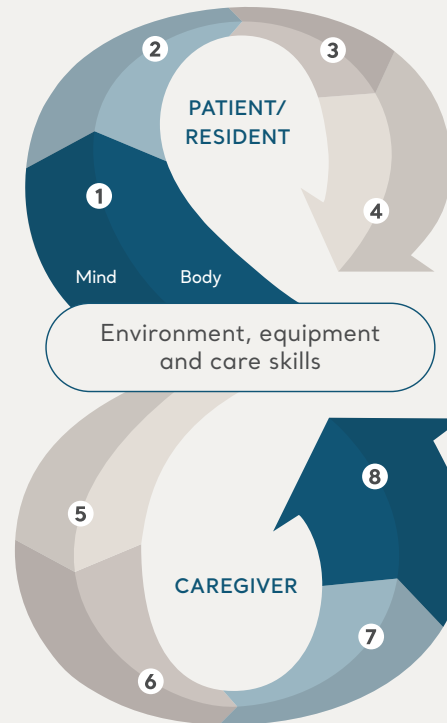 2
3
PATIENT/
RESIDENT
1
4
Mind Body
Environment, equipment
and care skills
8
5
CAREGIVER
7
6